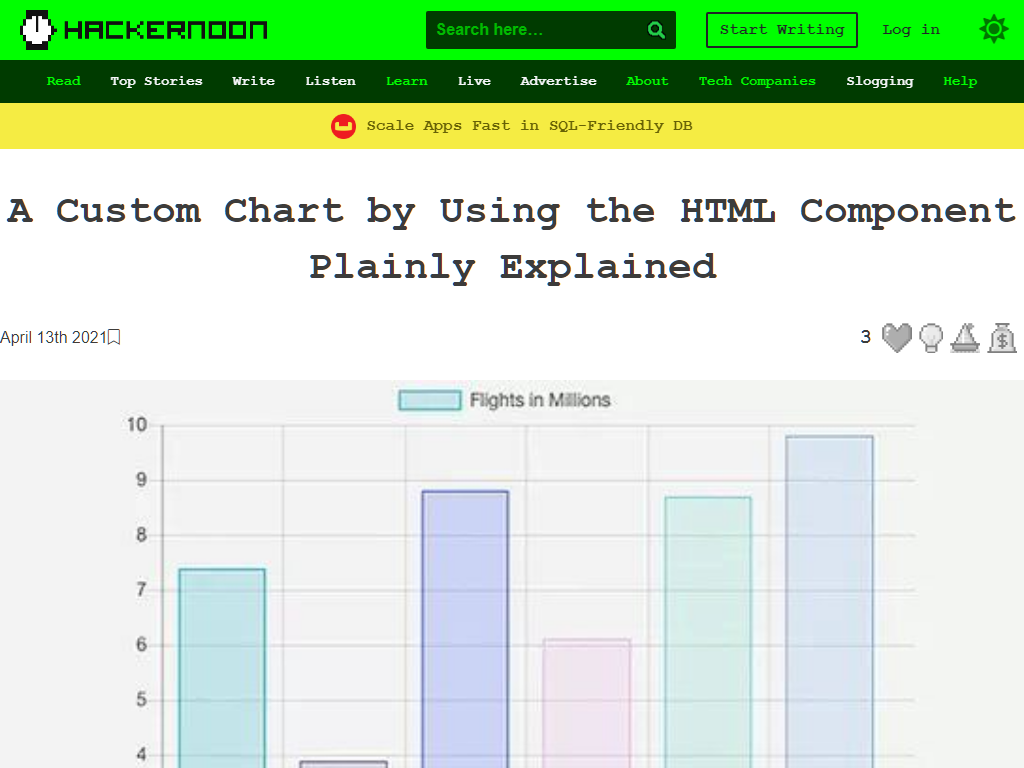 HACKERNOON
Search here...
Start Writing
Log in
Read Top Stories Write Listen Learn Live Advertise About Tech Companies Slogging Help
Scale Apps Fast in SQL-Friendly DB
A Custom Chart by Using the HTML Component
Plainly Explained
April 13th 2021
3
Flights in Millions
10
9
8
7
6
5
4